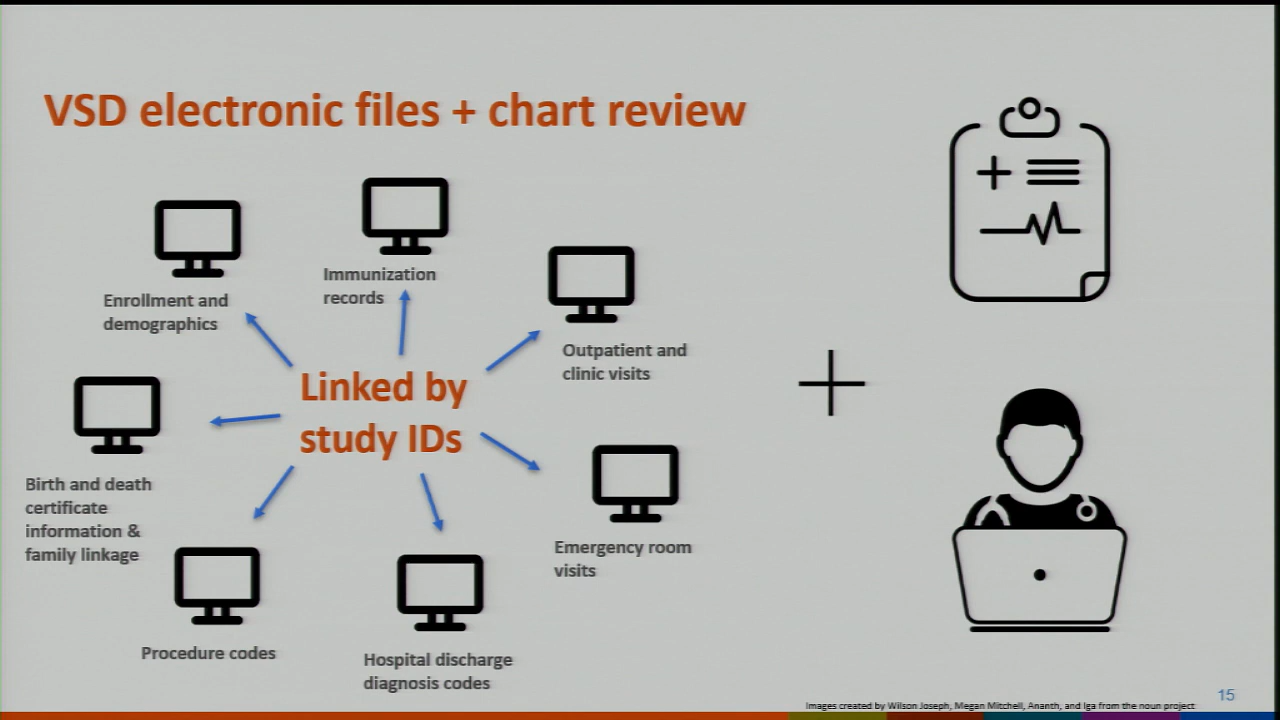 VSD electronic files + chart review
Enrollment and
demographics
Immunization
records
Outpatient and
clinic visits
Linked by
study IDs
Birth and death
certificate
information &
family linkage
Emergency room
visits
Procedure codes
Hospital discharge
diagnosis codes
15
Images created by Wilson Joseph, Megan Mitchell, Ananth, and Iga from the noun project